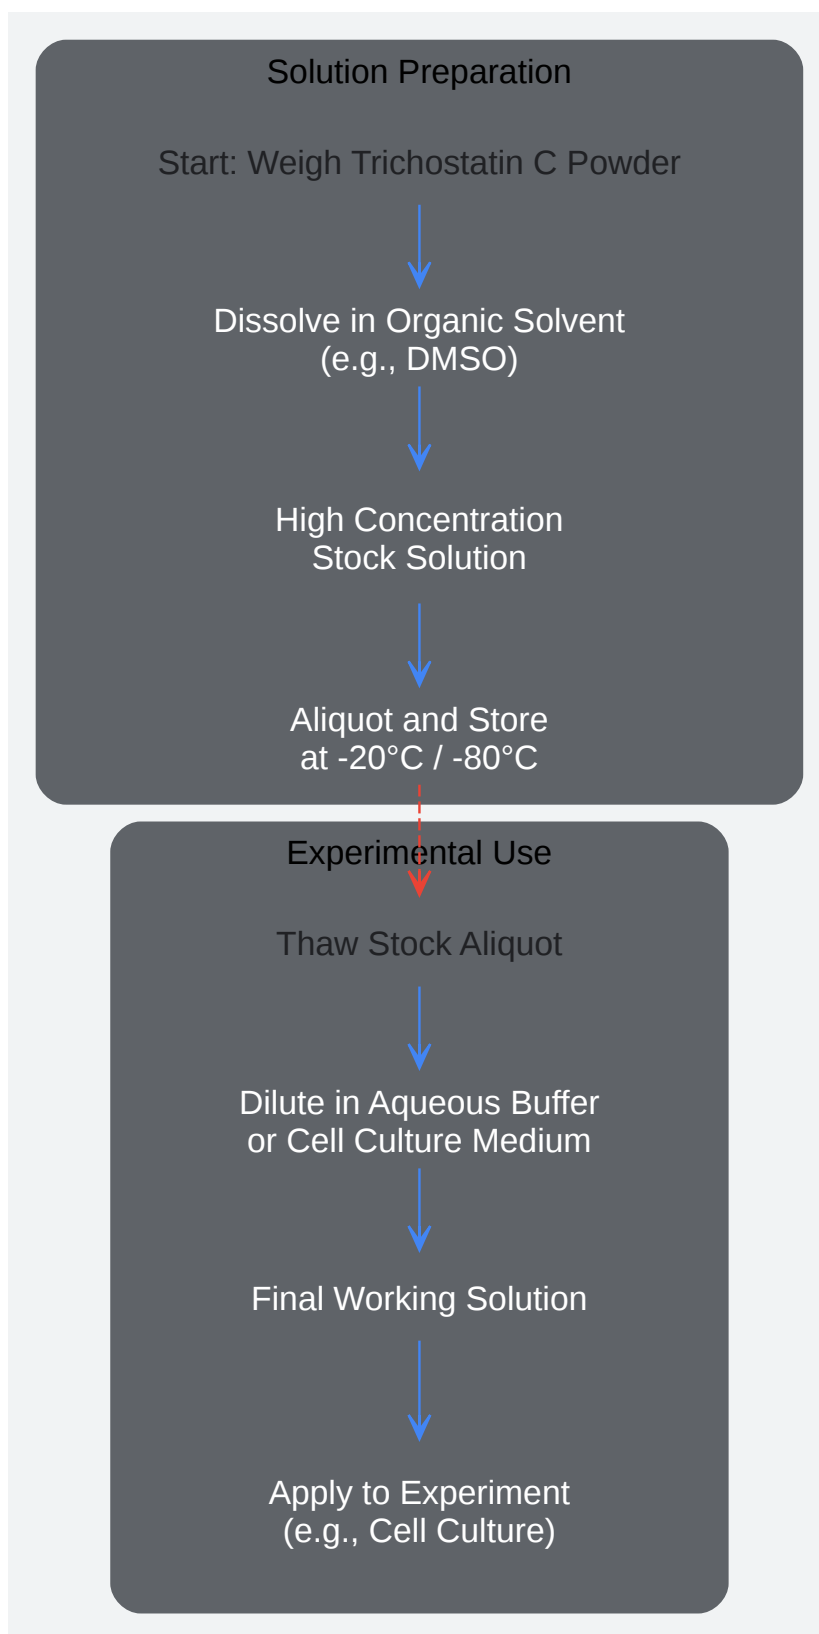 Solution Preparation
Start: Weigh Trichostatin C Powder
Dissolve in Organic Solvent
(e.g., DMSO)
High Concentration
Stock Solution
Aliquot and Store
at -20°C / -80°C
Experimental Use
Thaw Stock Aliquot
Dilute in Aqueous Buffer
or Cell Culture Medium
Final Working Solution
Apply to Experiment
(e.g., Cell Culture)